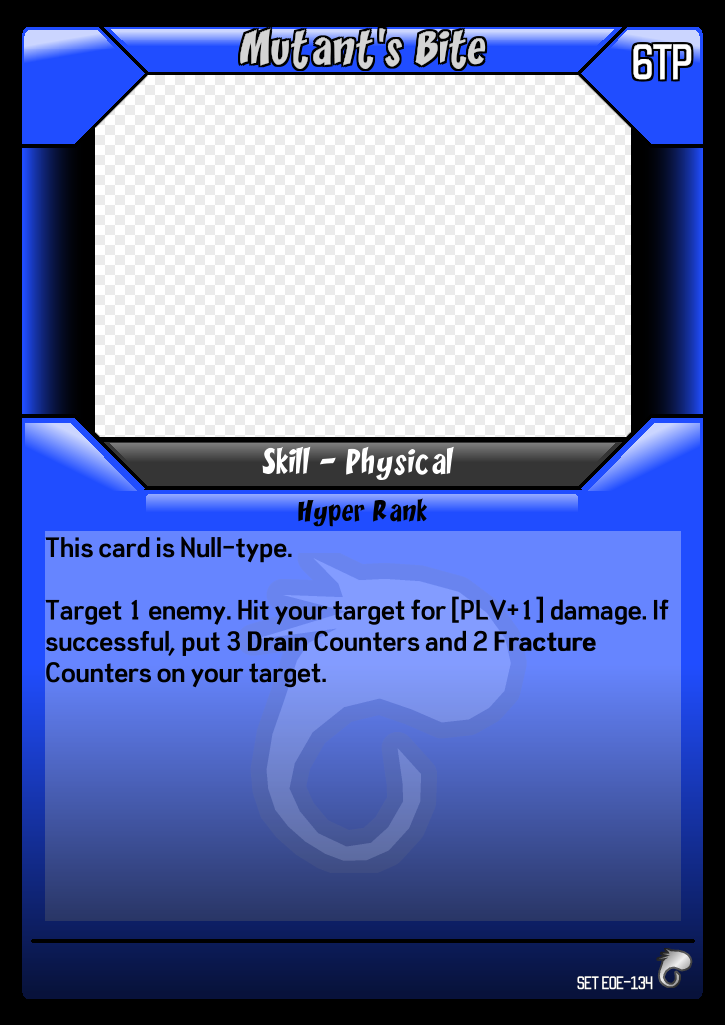 Mutant's Bite
6TP
Skill - Physical
Hyper Rank
This card is Null-type.
Target 1 enemy. Hit your target for [PLV+1] damage. If
successful, put 3 Drain Counters and 2 Fracture
Counters on your target.
SET EOE-134